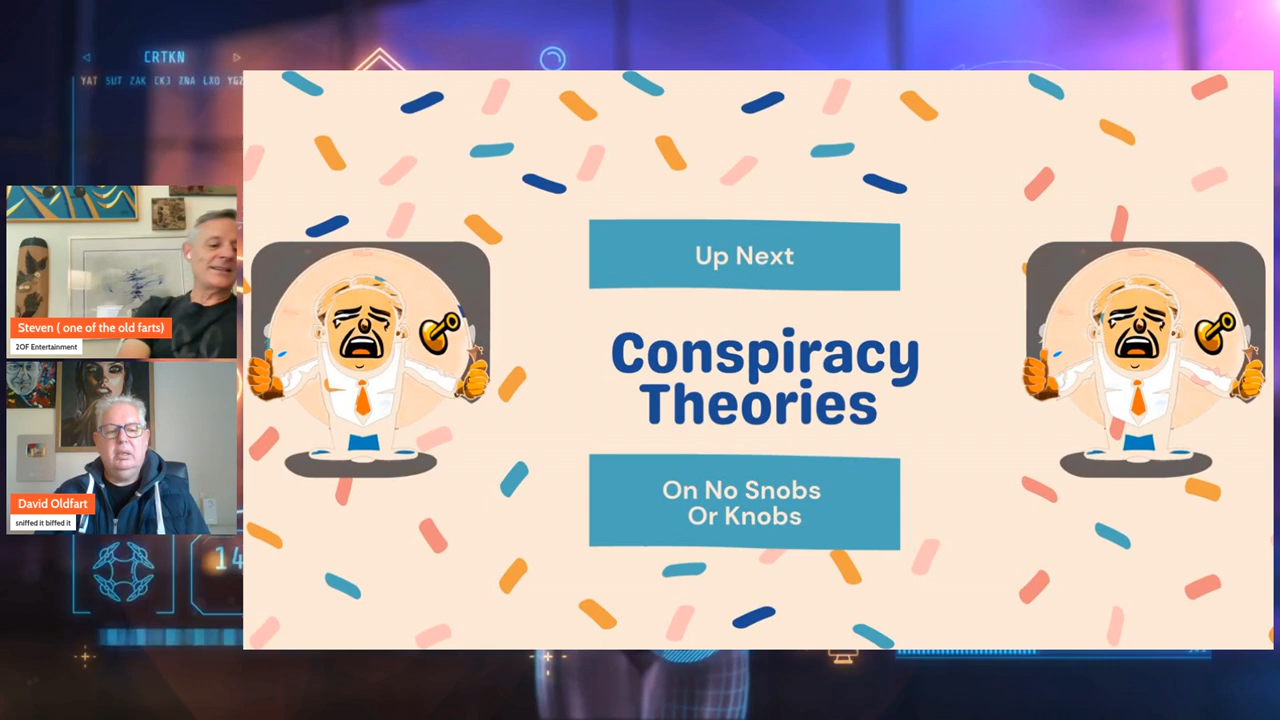 CRTKN
YAT SUT ZAK CKJ ZNA LXO YGZ
Steven ( one of the old farts)
2OF Entertainment
David Oldfart
sniffed it biffed it
14
Up Next
Conspiracy
Theories
On No Snobs
Or Knobs